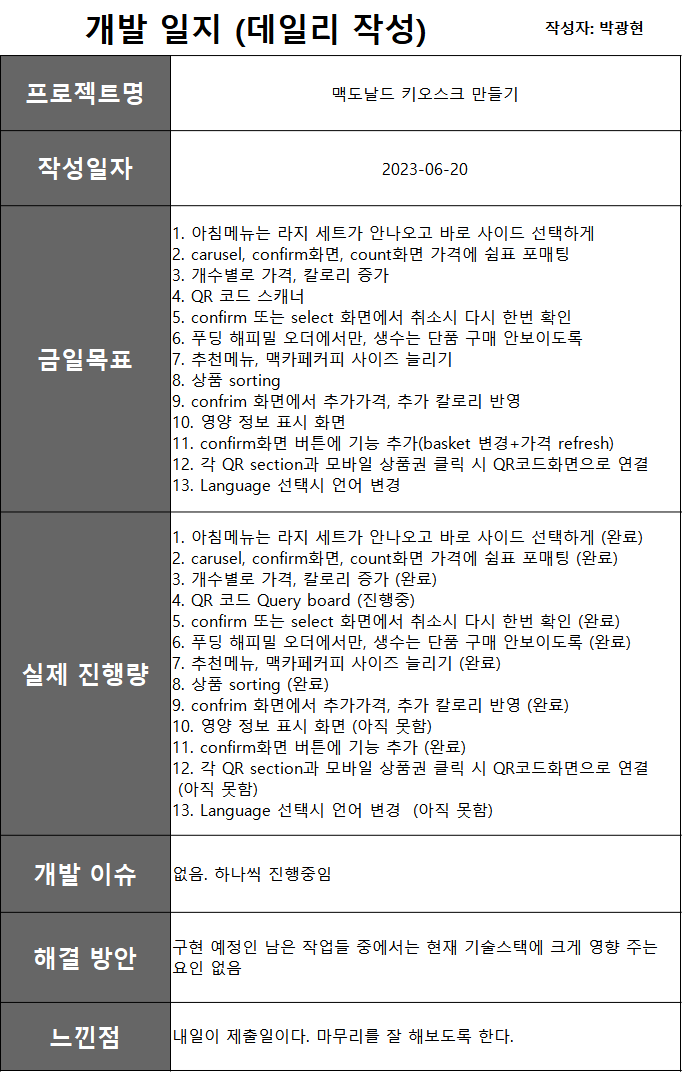 개발 일지 (데일리 작성)
작성자: 박광현
프로젝트명
맥도날드 키오스크 만들기
작성일자
2023-06-20
금일목표
1. 아침메뉴는 라지 세트가 안나오고 바로 사이드 선택하게
2. carusel, confirm화면, count화면 가격에 쉼표 포매팅
3. 개수별로 가격, 칼로리 증가
4. QR 코드 스캐너
5. confirm 또는 select 화면에서 취소시 다시 한번 확인
6. 푸딩 해피밀 오더에서만, 생수는 단품 구매 안보이도록
7. 추천메뉴, 맥카페커피 사이즈 늘리기
8. 상품 sorting
9. confrim 화면에서 추가가격, 추가 칼로리 반영
10. 영양 정보 표시 화면
11. confirm화면 버튼에 기능 추가(basket 변경+가격 refresh)
12. 각 QR section과 모바일 상품권 클릭 시 QR코드화면으로 연결
13. Language 선택시 언어 변경
실제 진행량
1. 아침메뉴는 라지 세트가 안나오고 바로 사이드 선택하게 (완료)
2. carusel, confirm화면, count화면 가격에 쉼표 포매팅 (완료)
3. 개수별로 가격, 칼로리 증가 (완료)
4. QR 코드 Query board (진행중)
5. confirm 또는 select 화면에서 취소시 다시 한번 확인 (완료)
6. 푸딩 해피밀 오더에서만, 생수는 단품 구매 안보이도록 (완료)
7. 추천메뉴, 맥카페커피 사이즈 늘리기 (완료)
8. 상품 sorting (완료)
9. confrim 화면에서 추가가격, 추가 칼로리 반영 (완료)
10. 영양 정보 표시 화면 (아직 못함)
11. confirm화면 버튼에 기능 추가 (완료)
12. 각 QR section과 모바일 상품권 클릭 시 QR코드화면으로 연결
(아직 못함)
13. Language 선택시 언어 변경  (아직 못함)
개발 이슈
없음. 하나씩 진행중임
해결 방안
구현 예정인 남은 작업들 중에서는 현재 기술스택에 크게 영향 주는
요인 없음
느낀점
내일이 제출일이다. 마무리를 잘 해보도록 한다.